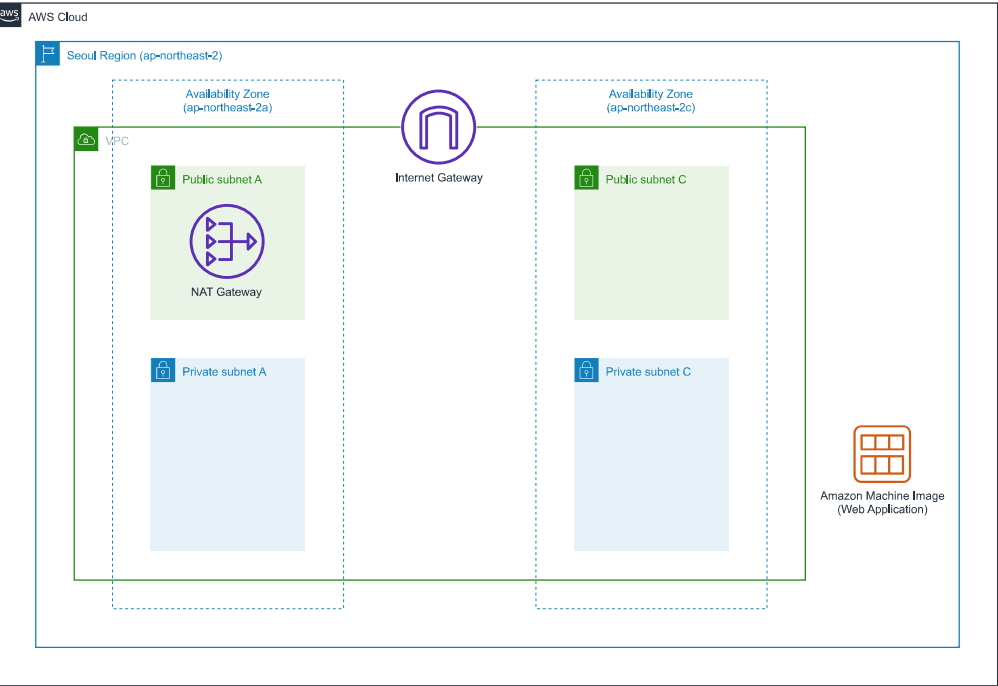 aws
AWS Cloud
Seoul Region (ap-northeast-2)
Availability Zone
(ap-northeast-2a)
Availability Zone
(ap-northeast-2c)
VPC
Internet Gateway
Public subnet A
Public subnet C
NAT Gateway
Private subnet A
Private subnet C
Amazon Machine Image
(Web Application)